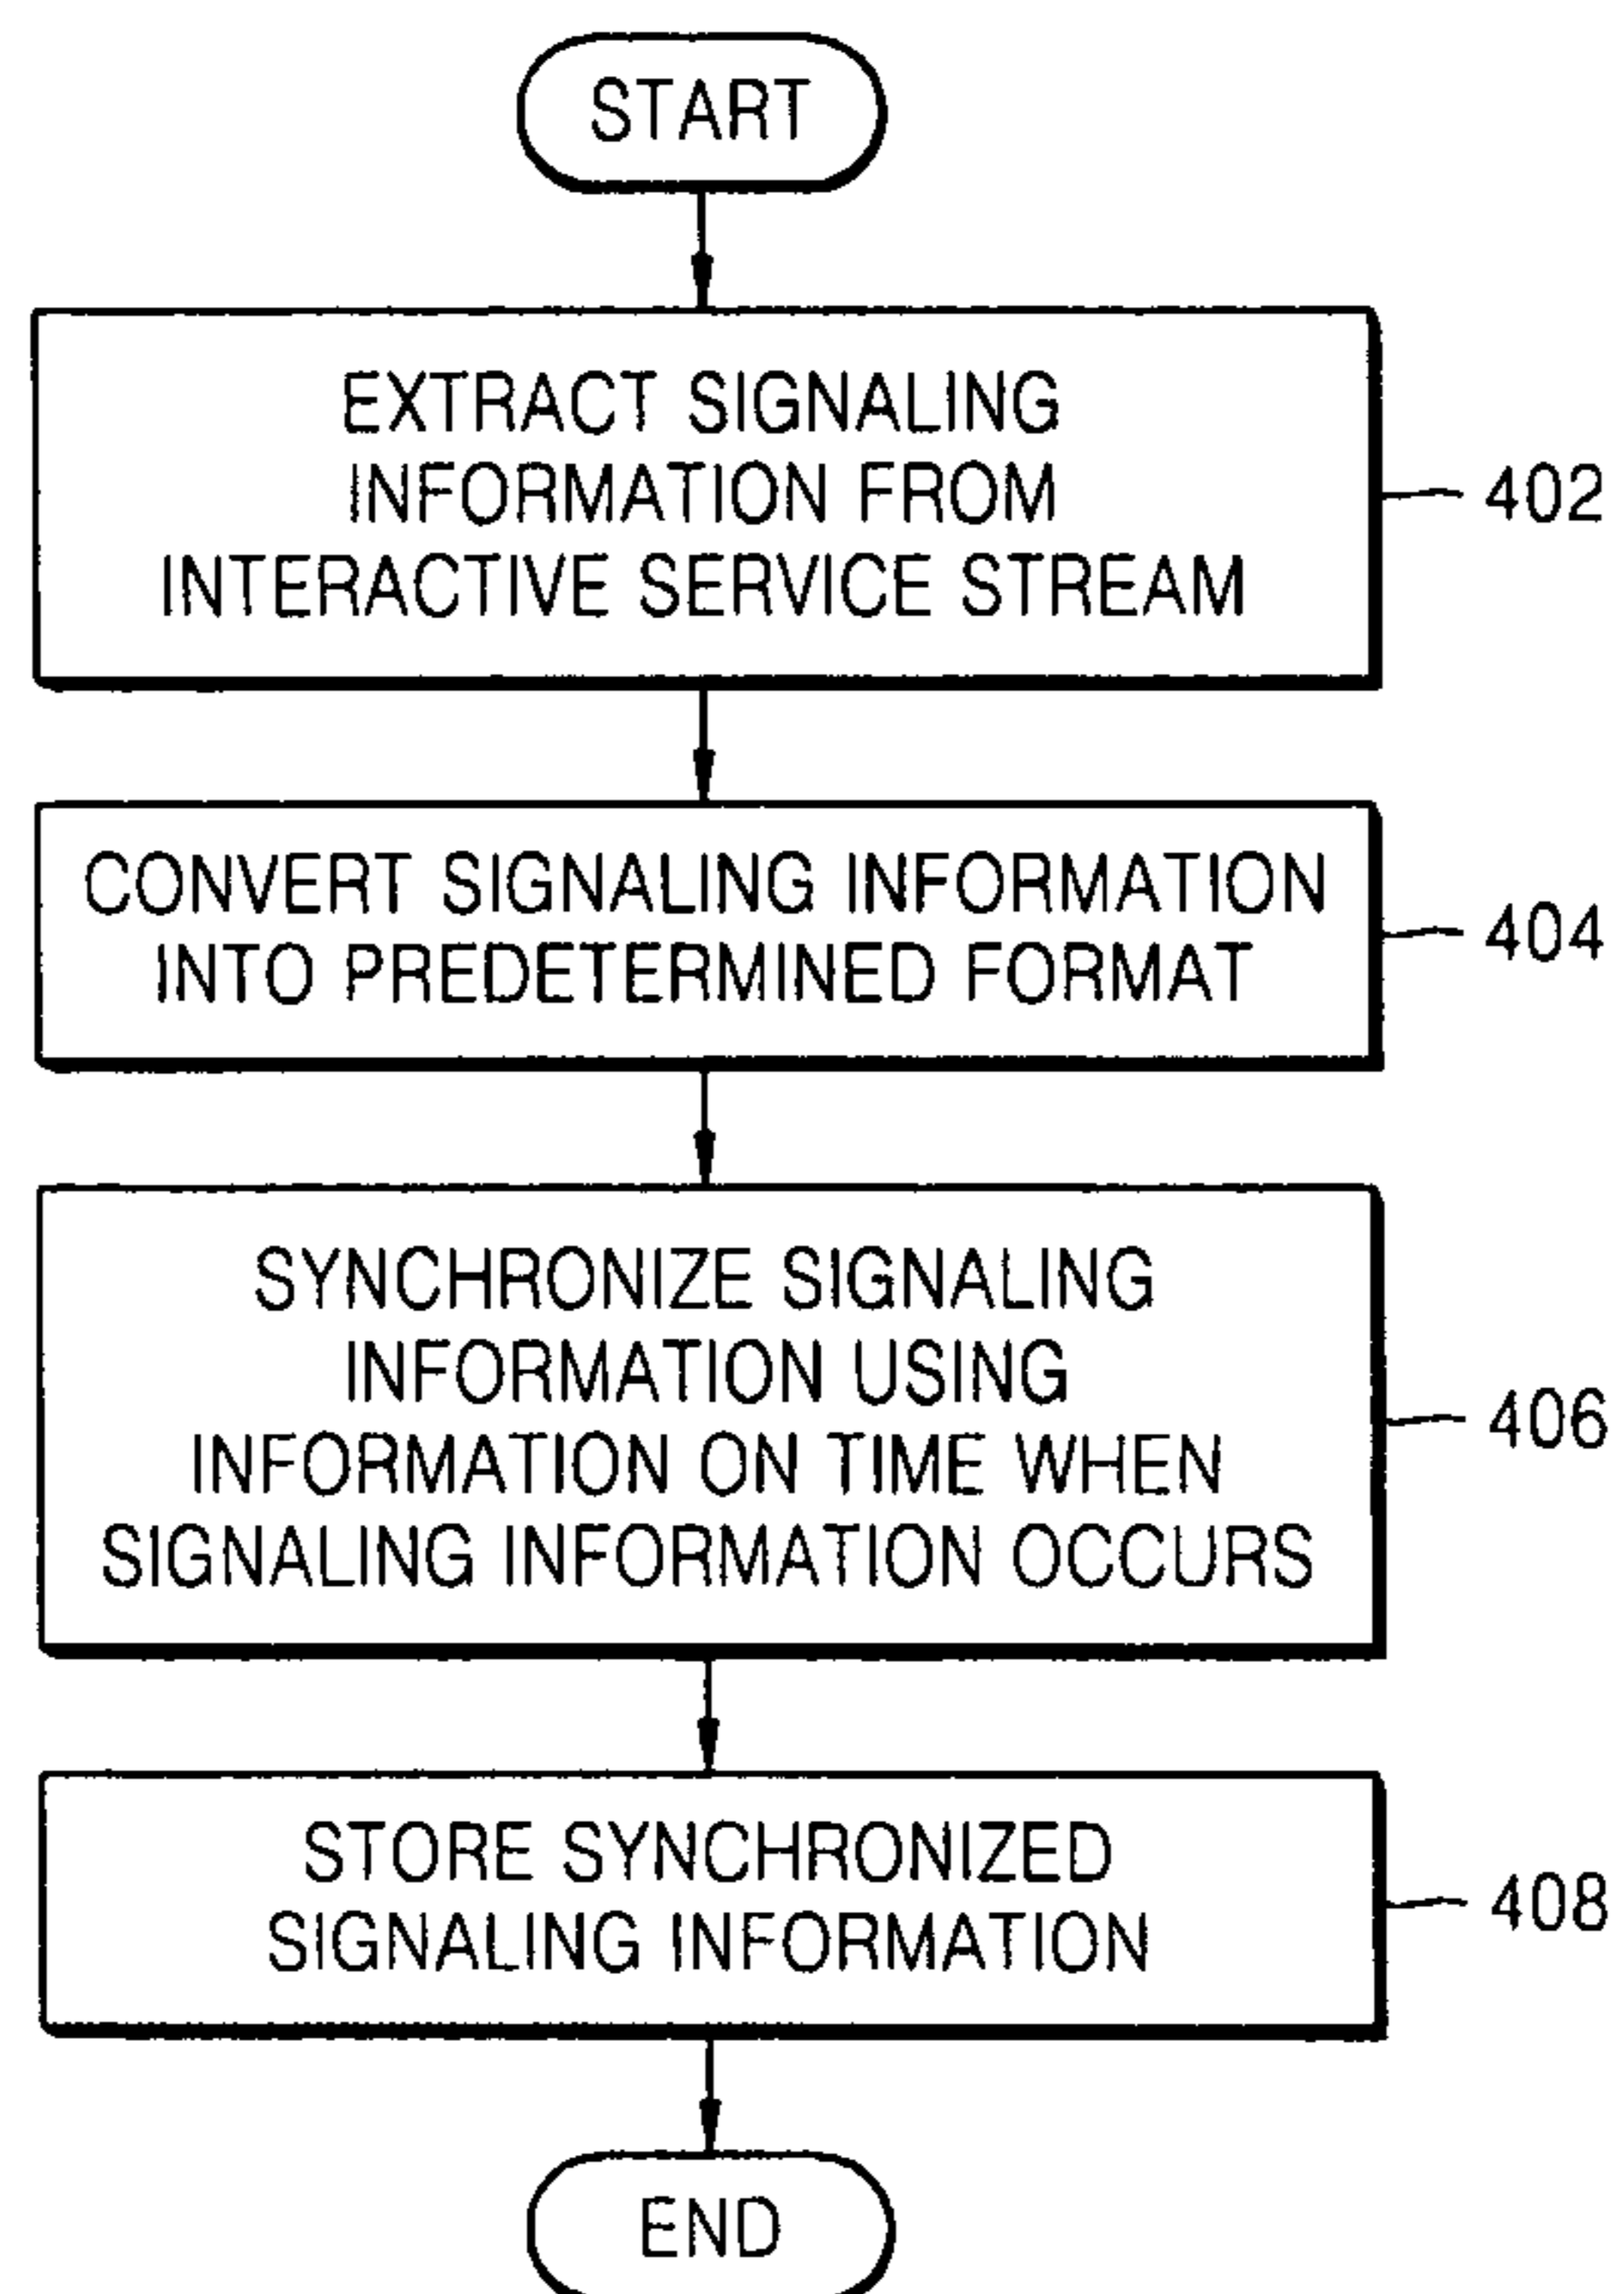 START
EXTRACT SIGNALING
INFORMATION FROM
INTERACTIVE SERVICE STREAM
402
CONVERT SIGNALING INFORMATION
INTO PREDETERMINED FORMAT
404
SYNCHRONIZE SIGNALING
INFORMATION USING
INFORMATION ON TIME WHEN
SIGNALING INFORMATION OCCURS
406
STORE SYNCHRONIZED
SIGNALING INFORMATION
408
END